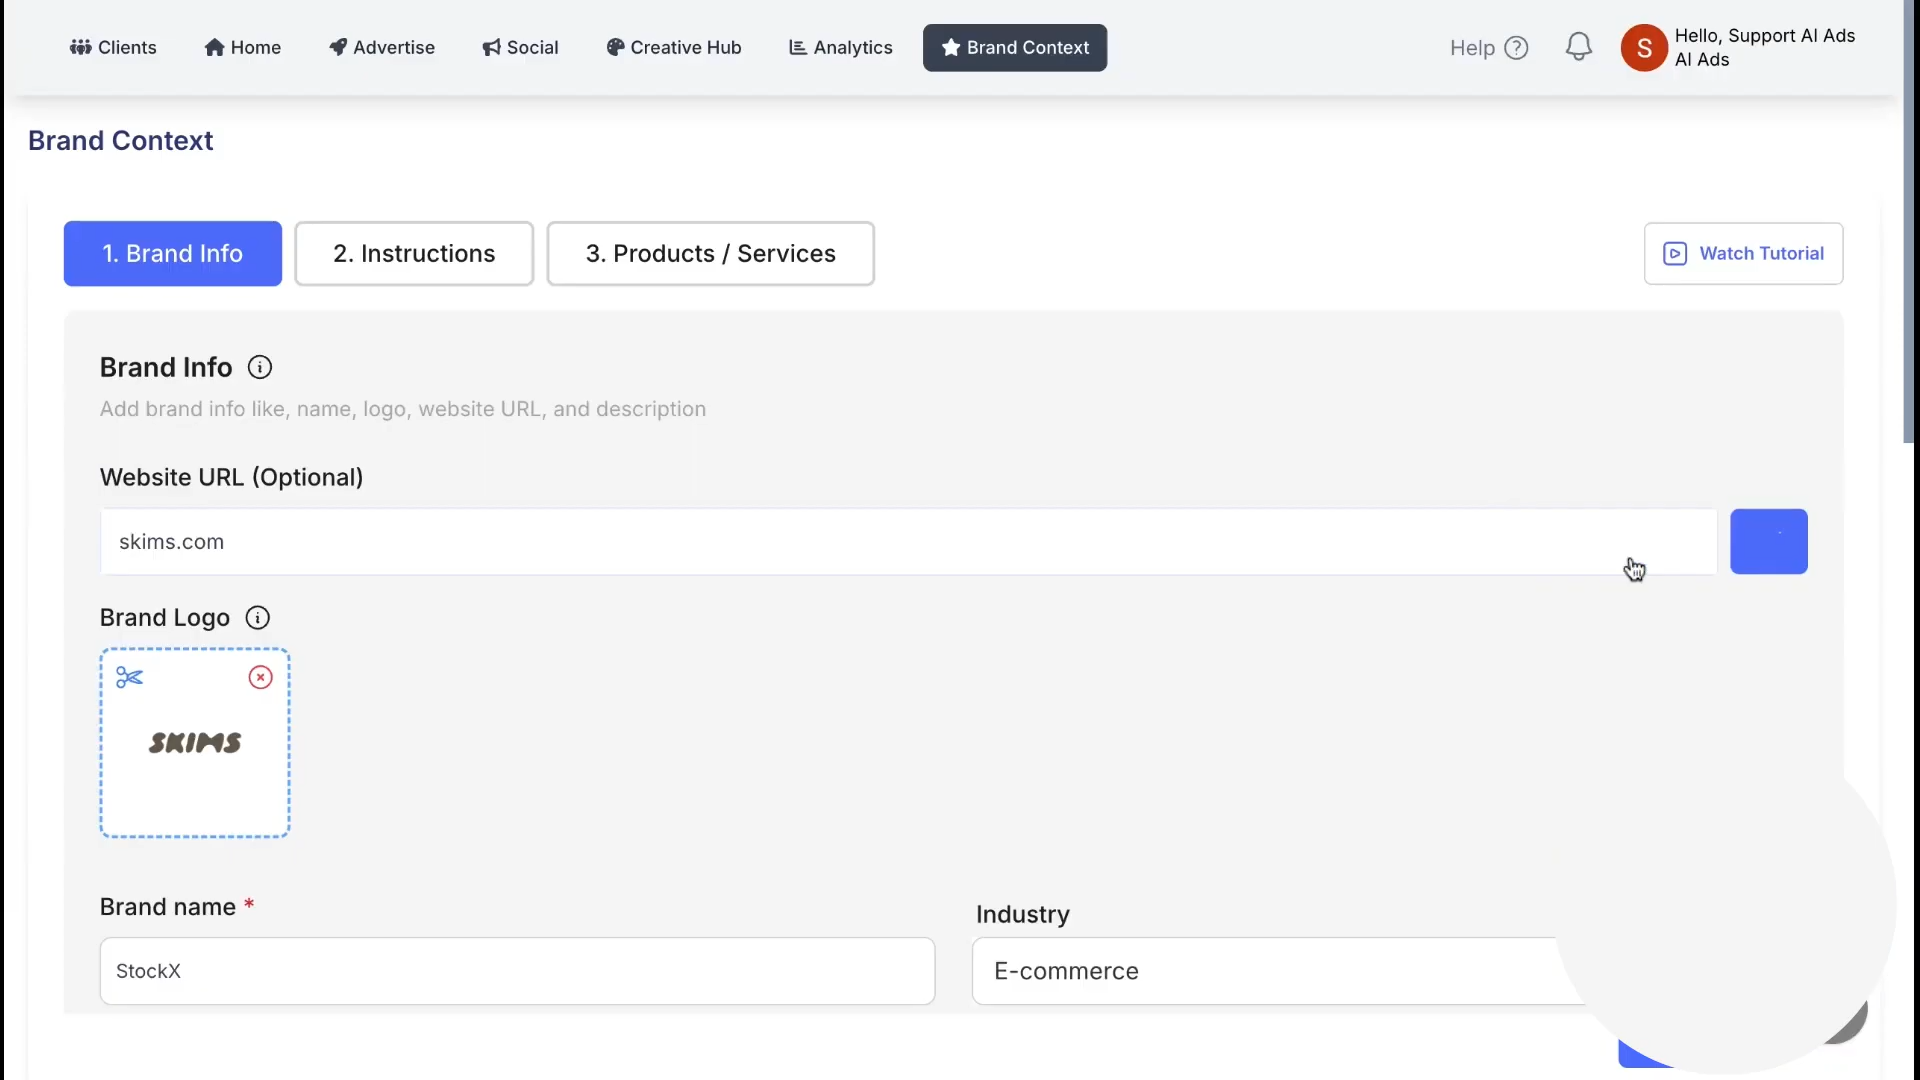 Clients Home Advertise Social Creative Hub Analytics Brand Context Help ? S Hello, Support AI Ads
AI Ads
Brand Context
1. Brand Info 2. Instructions 3. Products / Services Watch Tutorial
Brand Info
Add brand info like, name, logo, website URL, and description
Website URL (Optional)
skims.com
Brand Logo
SKIMS
Brand name *
Industry
StockX
E-commerce